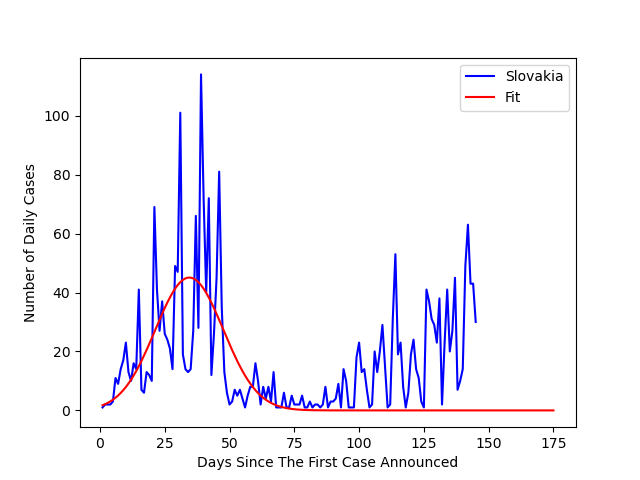 Slovakia
Fit
Number of Daily Cases
100
80
60
40
20
0
0 25 50 75 100 125 150 175
Days Since The First Case Announced